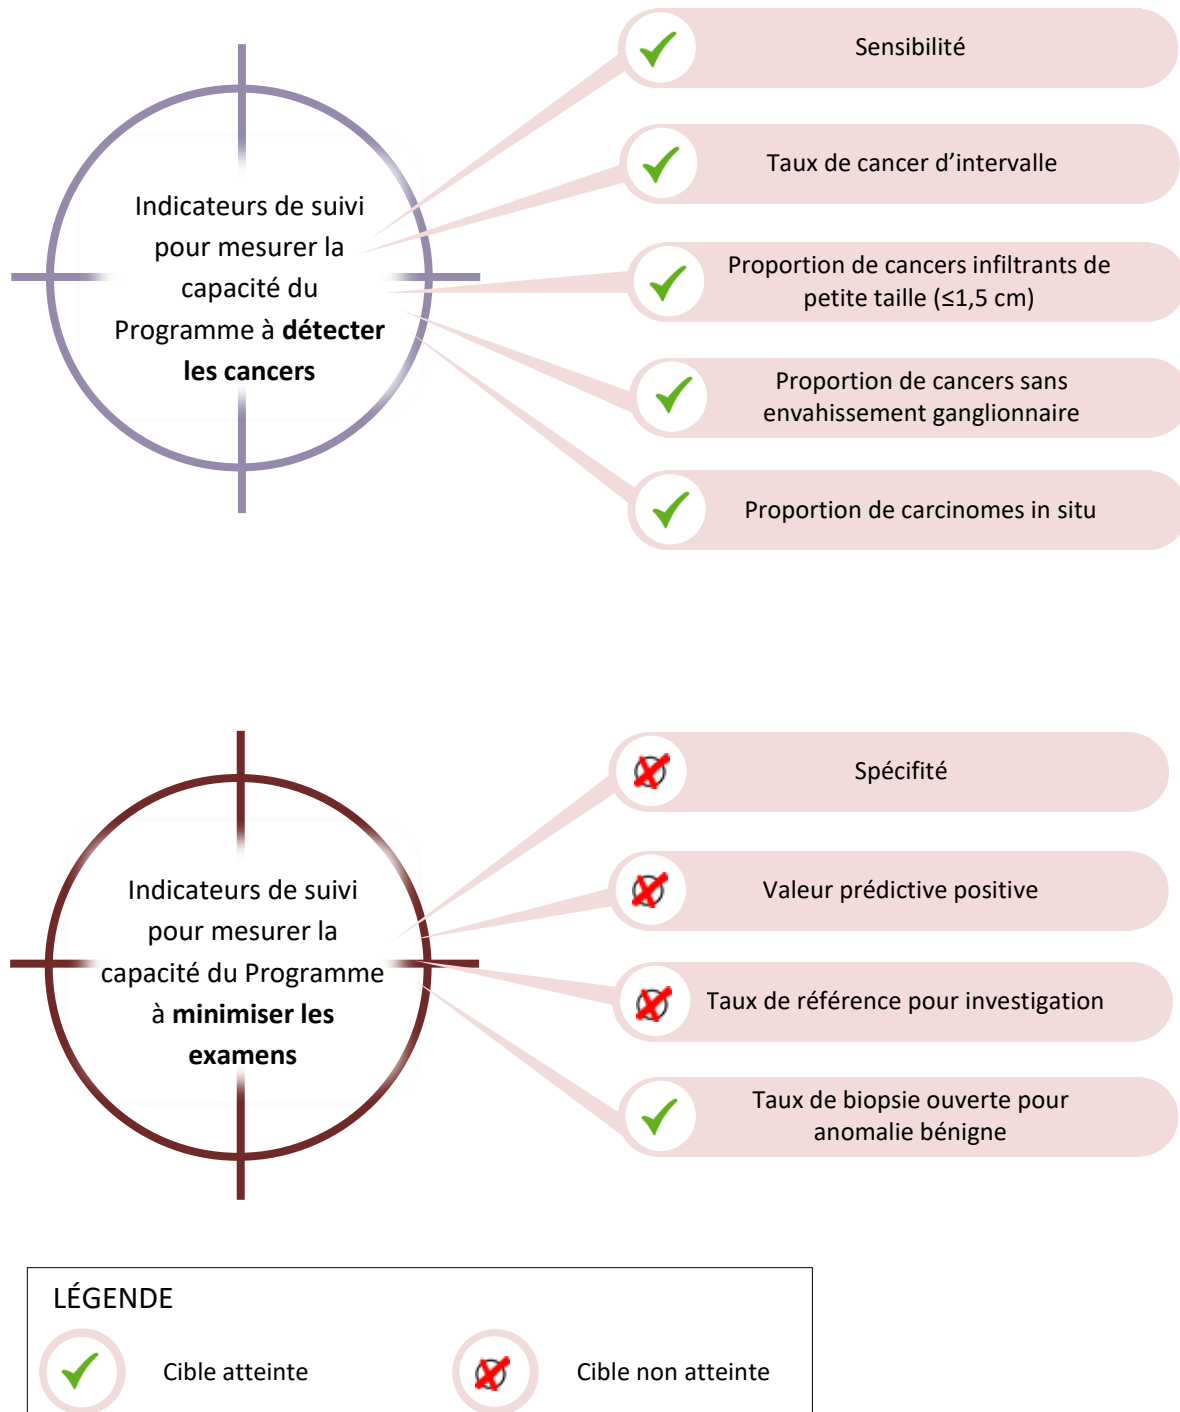 Indicateurs de suivi
pour mesurer la
capacité du
Programme à détecter
les cancers
Sensibilité
Taux de cancer d’intervalle
Proportion de cancers infiltrants de
petite taille (≤1,5 cm)
Proportion de cancers sans
envahissement ganglionnaire
Proportion de carcinomes in situ
Indicateurs de suivi
pour mesurer la
capacité du Programme
à minimiser les
examens
Spécifité
Valeur prédictive positive
Taux de référence pour investigation
Taux de biopsie ouverte pour
anomalie bénigne
LÉGENDE
Cible atteinte
Cible non atteinte